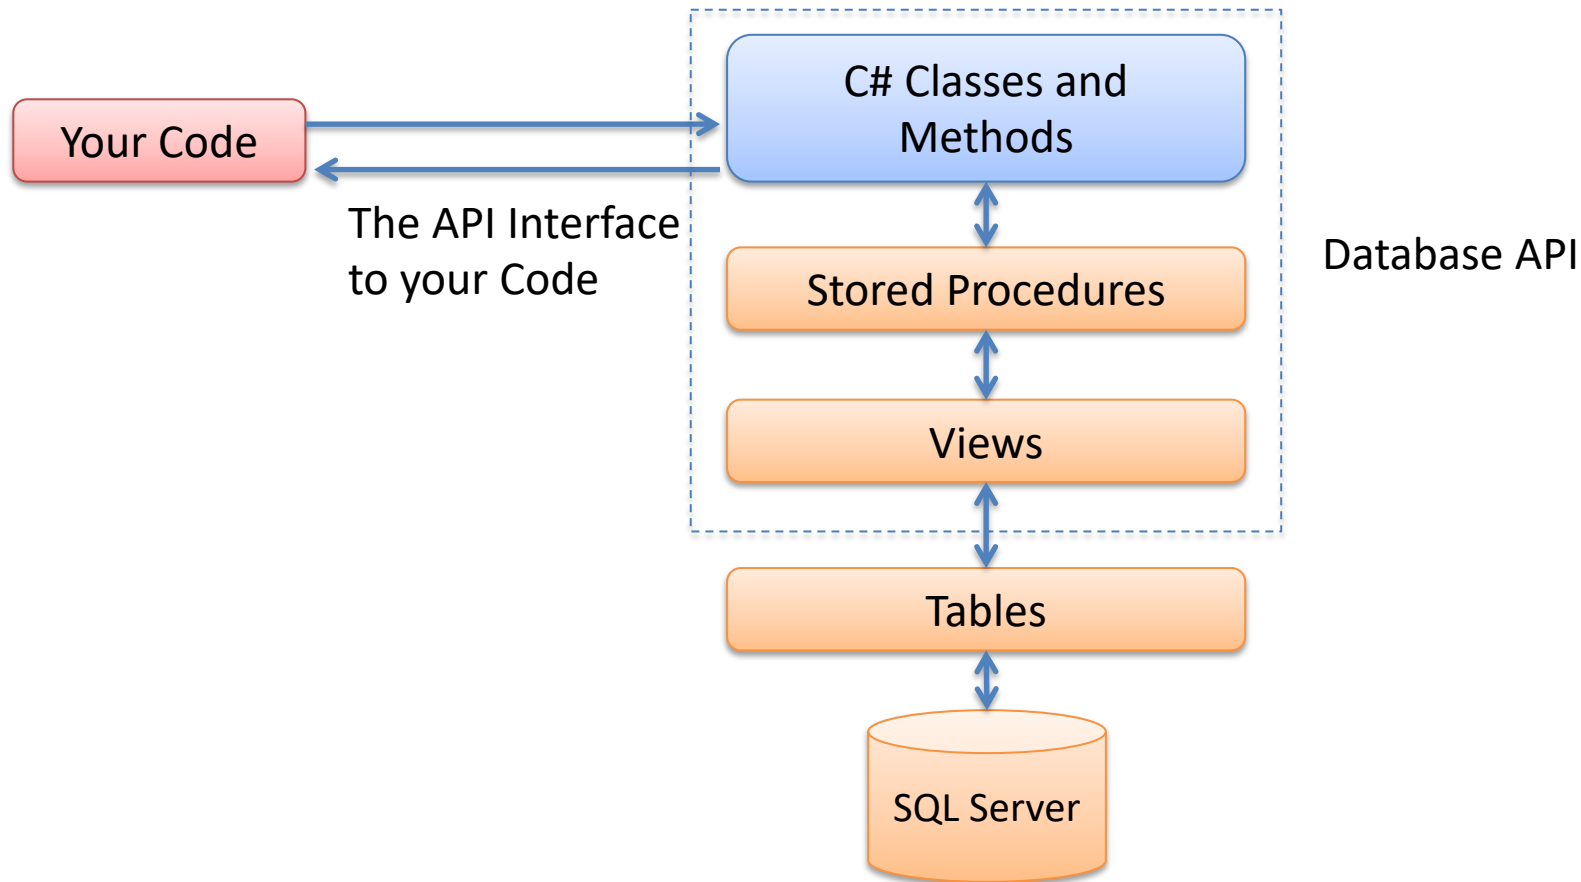 C# Classes and
Methods
Your Code
The API Interface
to your Code
Database API
Stored Procedures
Views
Tables
SQL Server